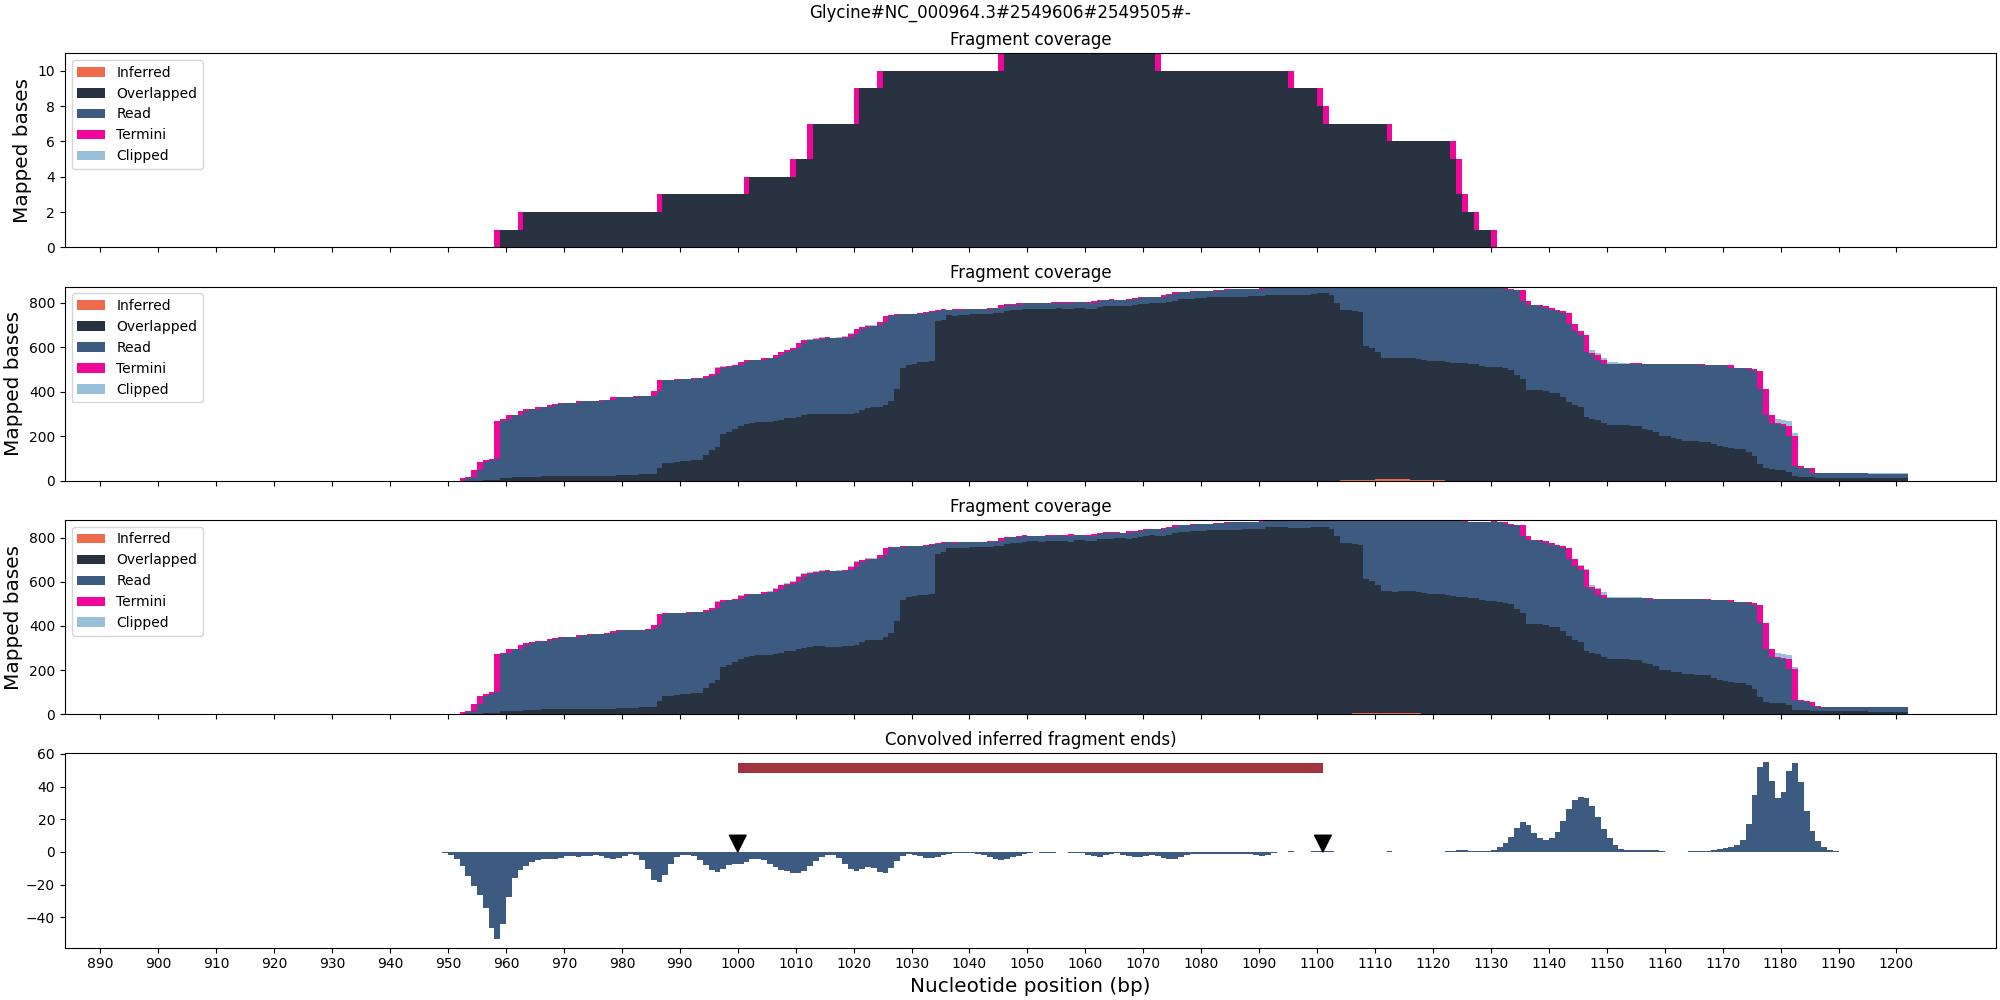 Glycine#NC_000964.3#2549606#2549505#-
Fragment coverage
Mapped bases
10
8
6
4
2
0
Inferred
Overlapped
Read
Termini
Clipped
Fragment coverage
Mapped bases
800
600
400
200
0
Inferred
Overlapped
Read
Termini
Clipped
Fragment coverage
Mapped bases
800
600
400
200
0
Inferred
Overlapped
Read
Termini
Clipped
Convolved inferred fragment ends)
60
40
20
0
−20
−40
890 900 910 920 930 940 950 960 970 980 990 1000 1010 1020 1030 1040 1050 1060 1070 1080 1090 1100 1110 1120 1130 1140 1150 1160 1170 1180 1190 1200
Nucleotide position (bp)